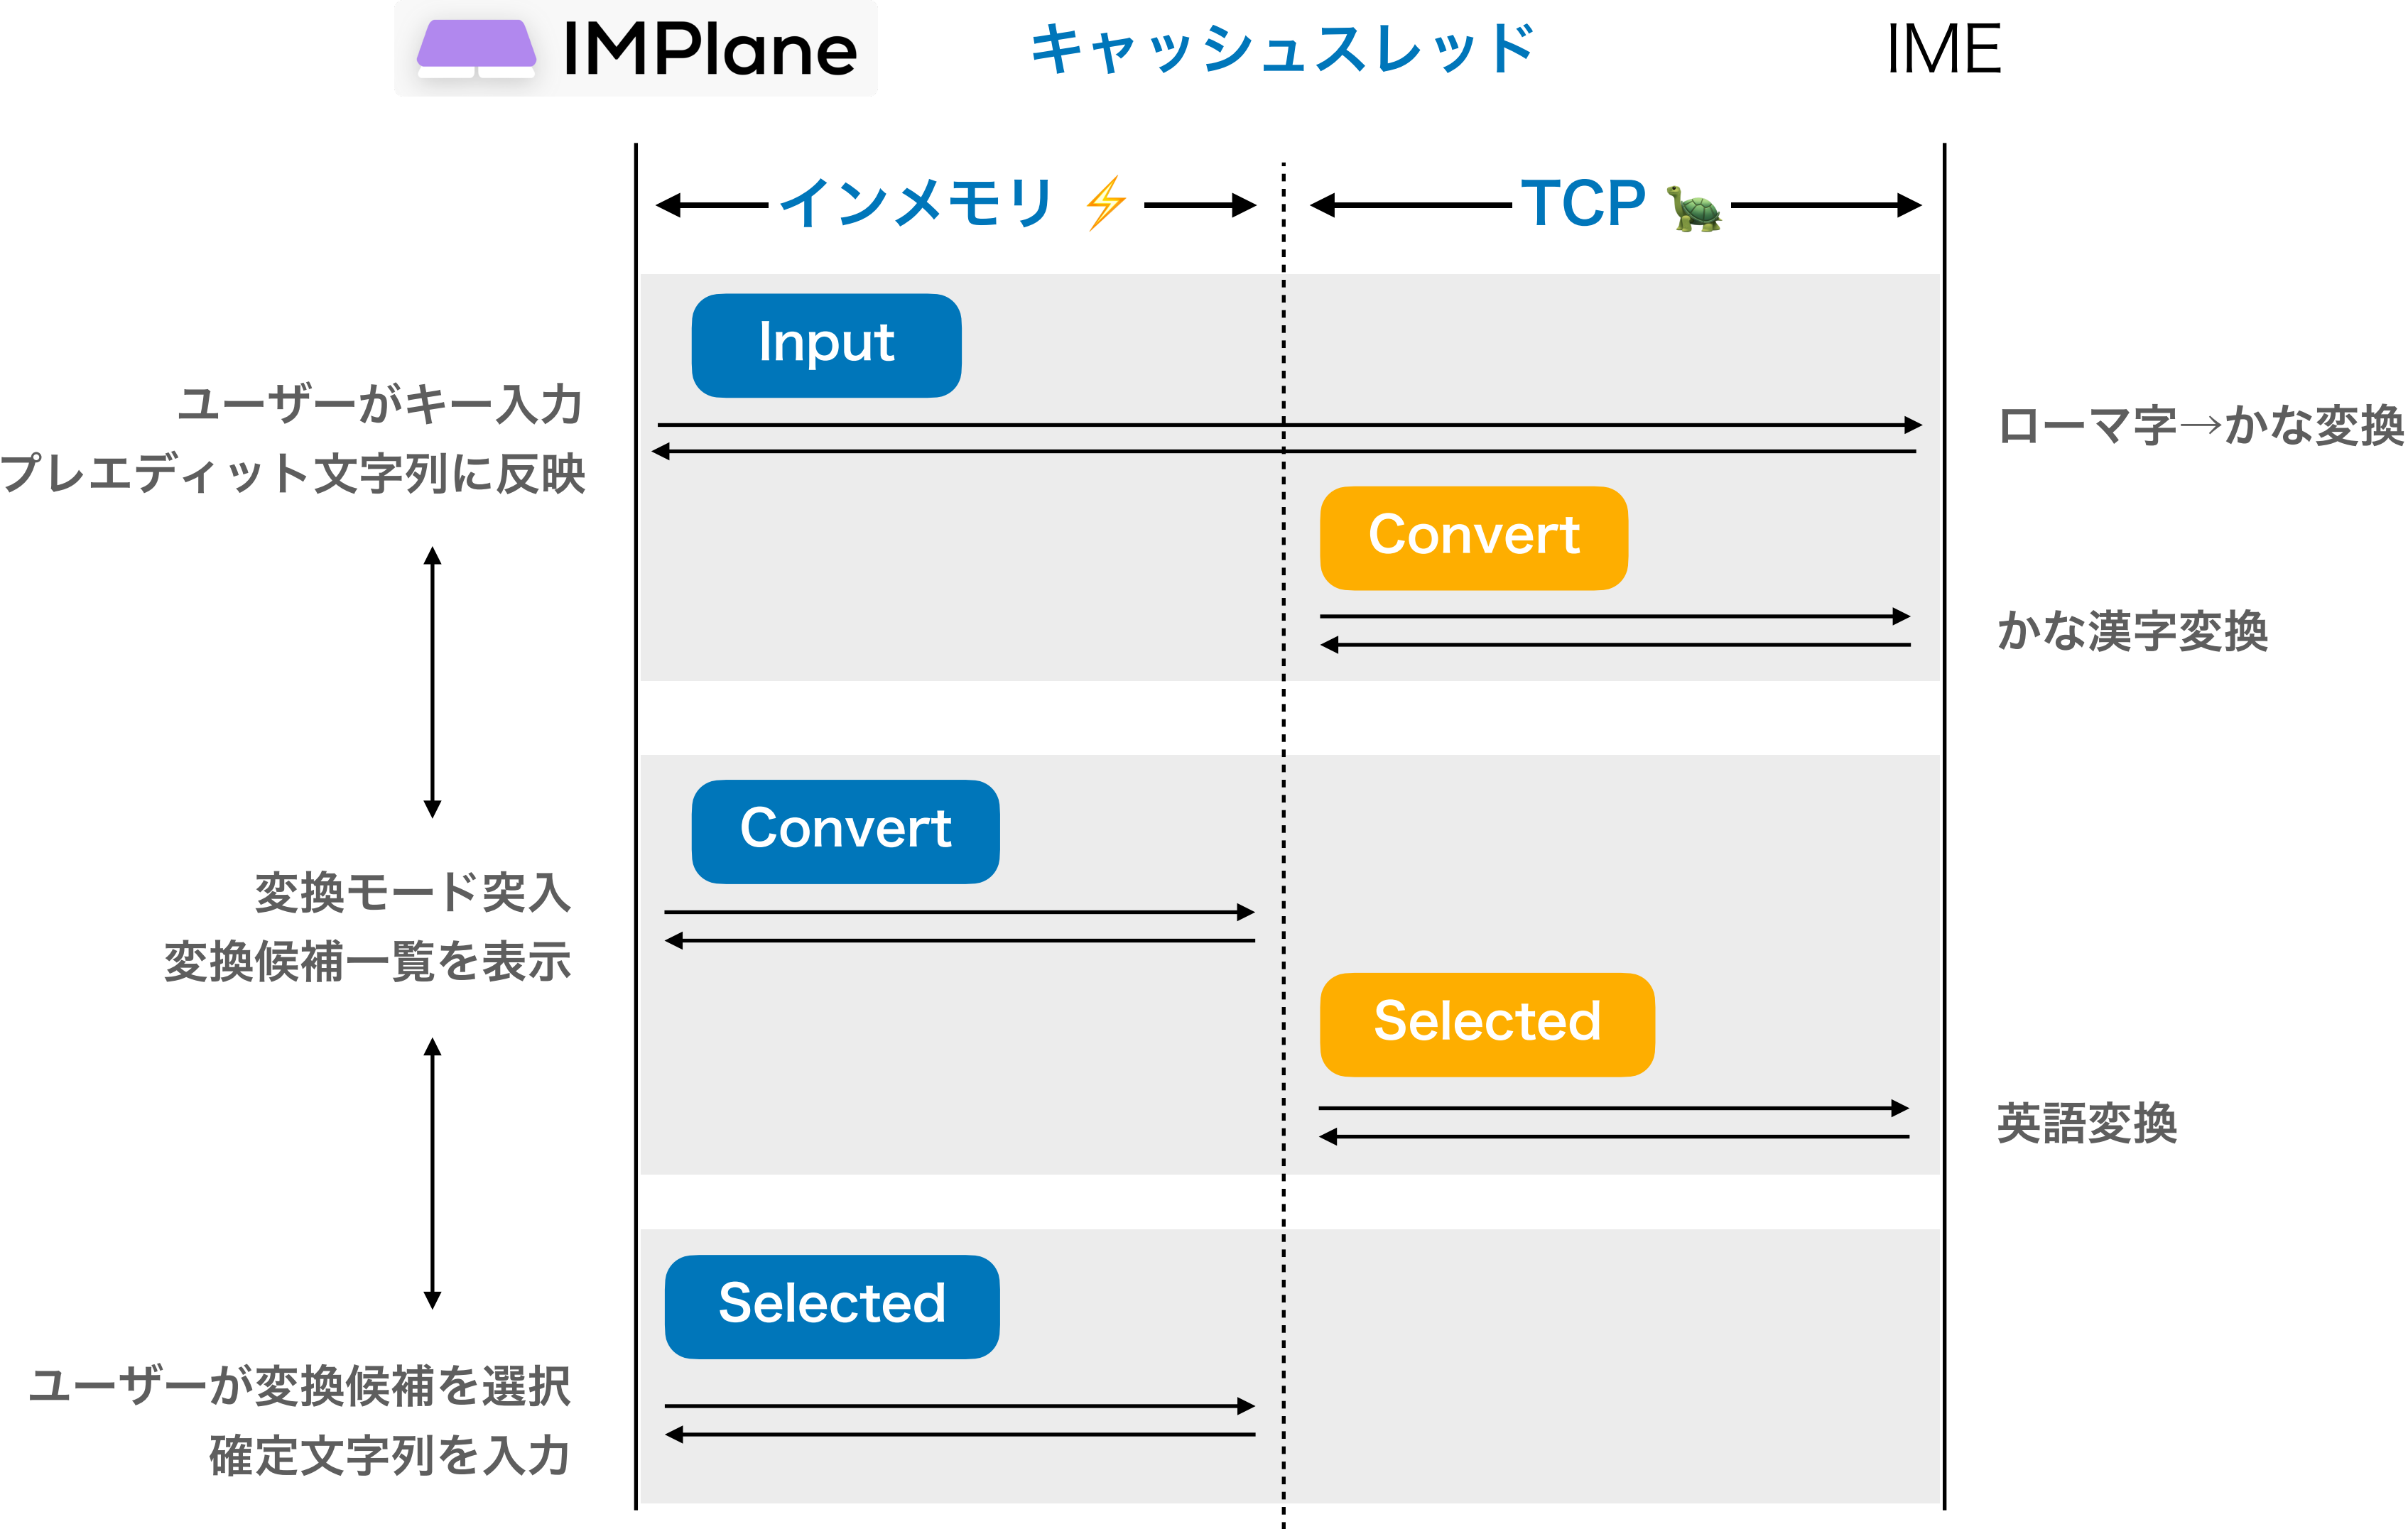 IMPlane
キャッシュスレッド
IME
インメモリ ⚡
TCP 🐢
Input
ユーザーがキー入力
プレエディット文字列に反映
ローマ字→かな変換
Convert
かな漢字変換
Convert
変換モード突入
変換候補一覧を表示
Selected
英語変換
Selected
ユーザーが変換候補を選択
確定文字列を入力